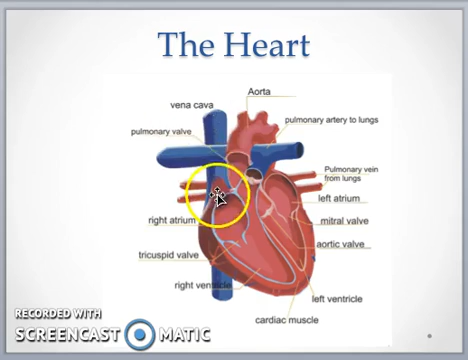 The Heart
Aorta
vena cava
pulmonary artery to lungs
pulmonary valve
Pulmonary vein
from lungs
left atrium
right atrium
mitral valve
aortic valve
tricuspid valve
right ventricle
left ventricle
cardiac muscle
RECORDED WITH
SCREENCAST MATIC